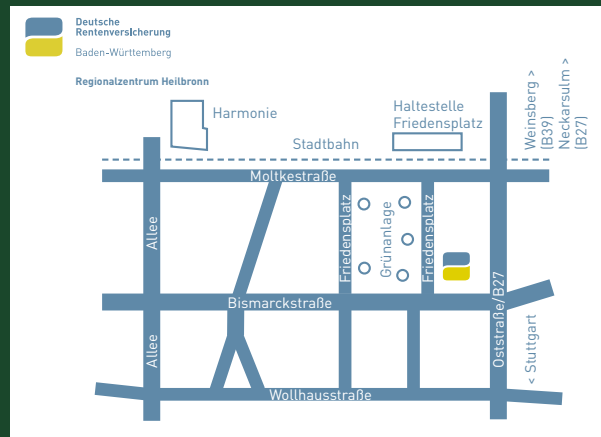 Deutsche
Rentenversicherung
Baden-Württemberg
Regionalzentrum Heilbronn
Harmonie
Haltestelle
Friedensplatz
Stadtbahn
Weinsberg >
(B39)
Neckarsulm >
(B27)
Moltkestraße
Allee
Friedensplatz
Grünanlage
Friedensplatz
Oststraße/B27
Bismarckstraße
Allee
< Stuttgart
Wollhausstraße